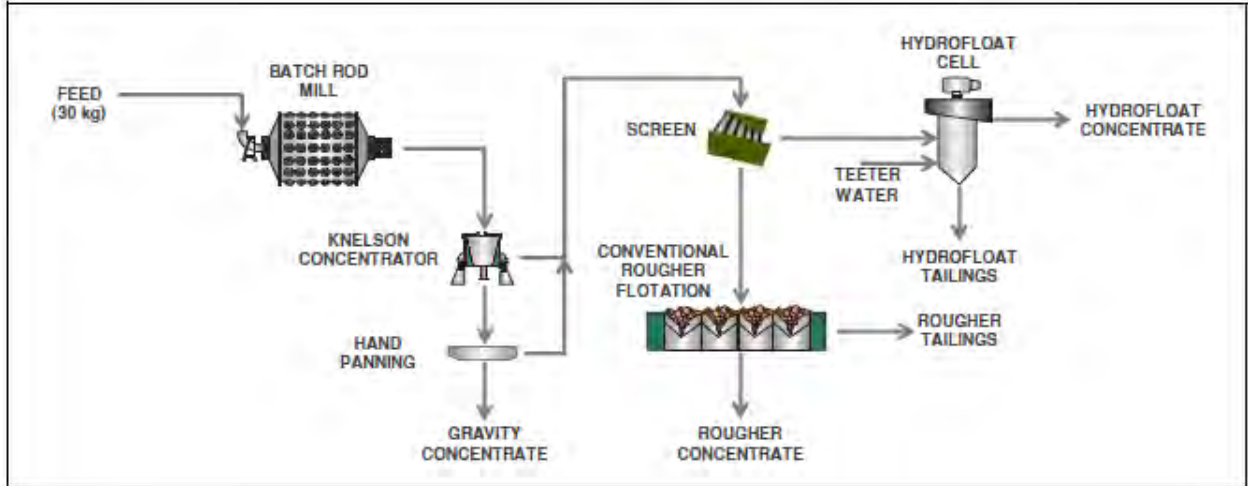 FEED
(30 kg)
BATCH ROD
MILL
KNELSON
CONCENTRATOR
HAND
PANNING
GRAVITY
CONCENTRATE
SCREEN
CONVENTIONAL
ROUGHER
FLOTATION
ROUGHER
CONCENTRATE
ROUGHER
TAILINGS
HYDROFLOAT
CELL
TEETER
WATER
HYDROFLOAT
CONCENTRATE
HYDROFLOAT
TAILINGS